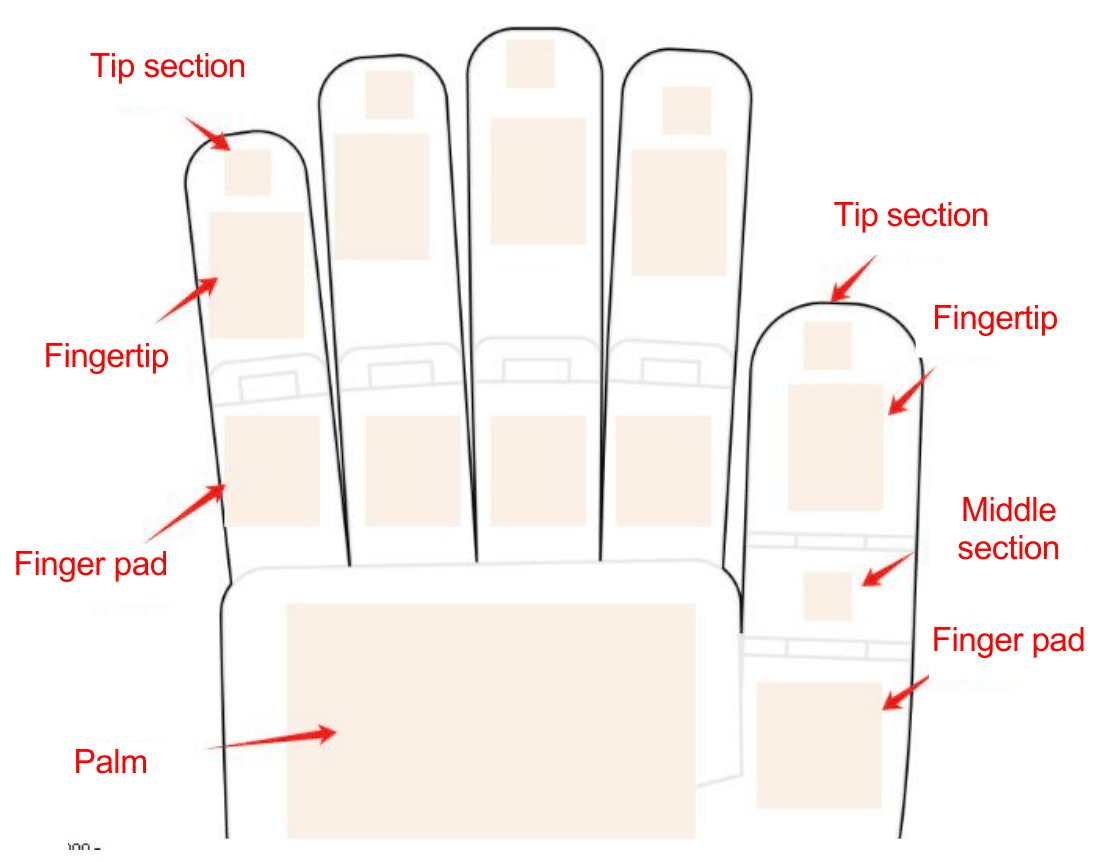 Tip section
Tip section
Fingertip
Fingertip
Middle
section
Finger pad
Finger pad
Palm